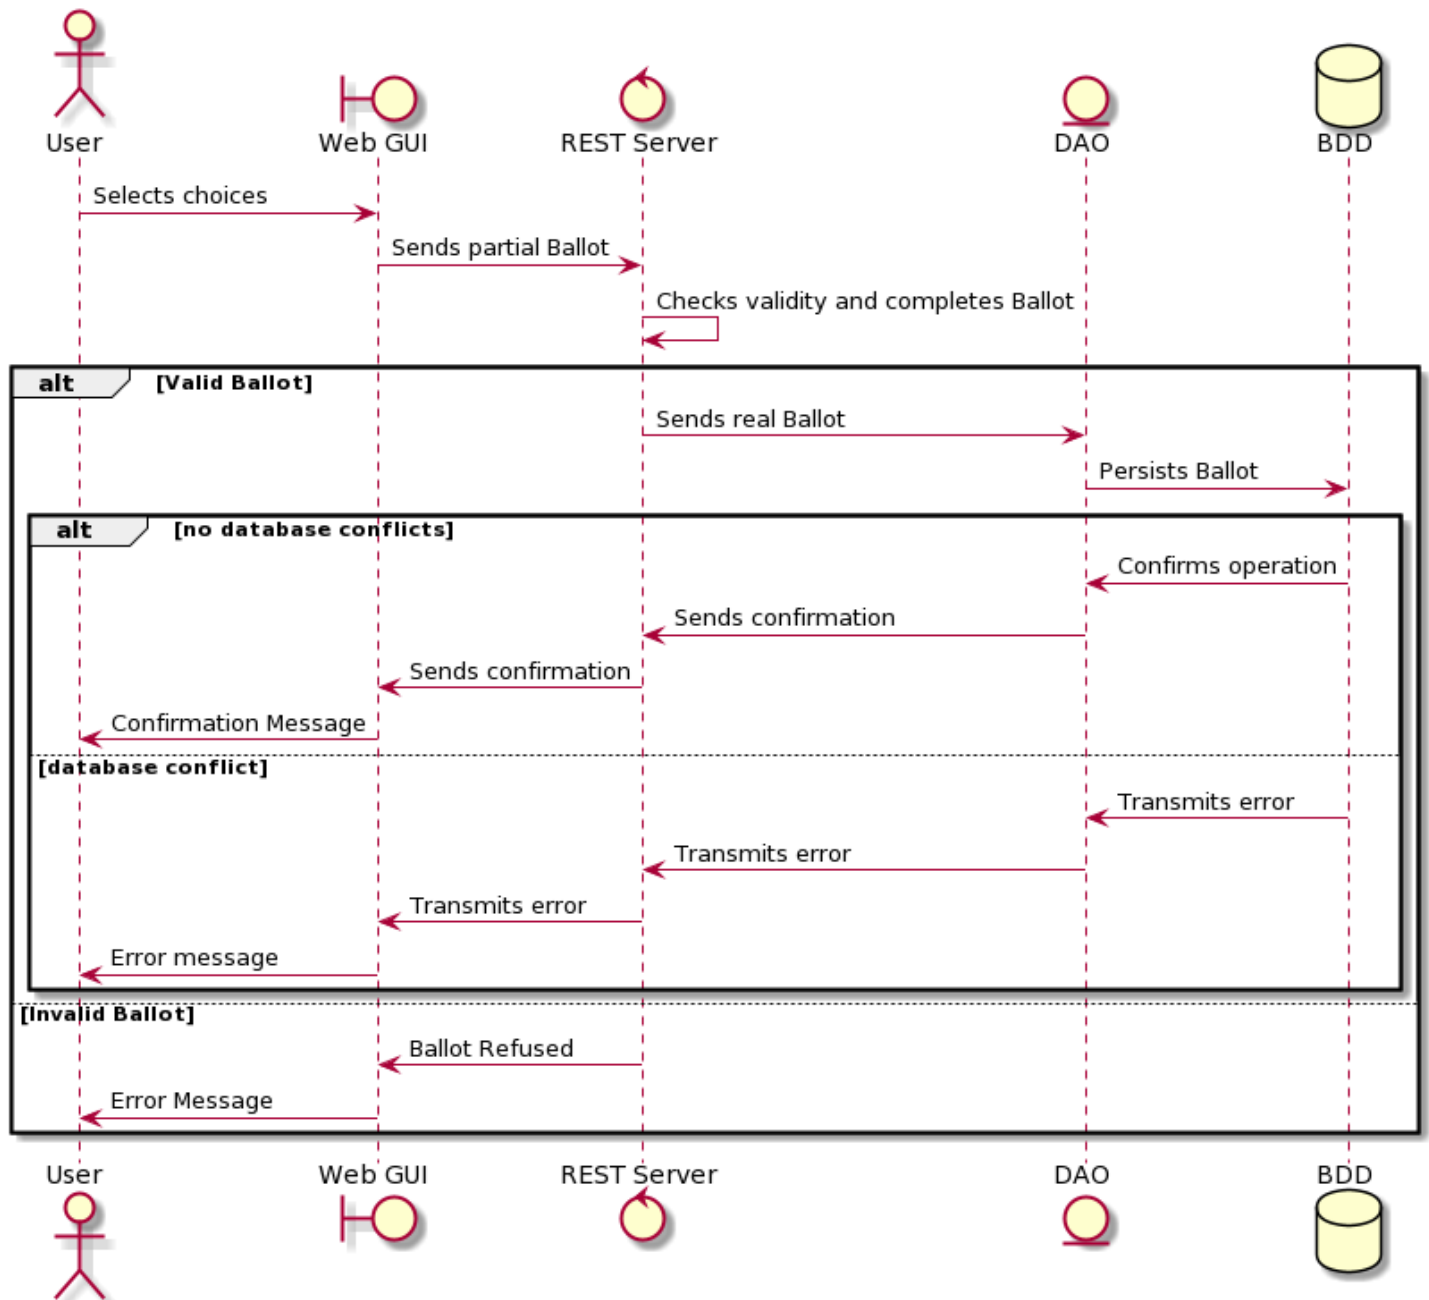 User
Web GUI
REST Server
DAO
BDD
Selects choices
Sends partial Ballot
Checks validity and completes Ballot
alt [Valid Ballot]
Sends real Ballot
Persists Ballot
alt [no database conflicts]
Confirms operation
Sends confirmation
Sends confirmation
Confirmation Message
[database conflict]
Transmits error
Transmits error
Transmits error
Error message
[Invalid Ballot]
Ballot Refused
Error Message
User
Web GUI
REST Server
DAO
BDD